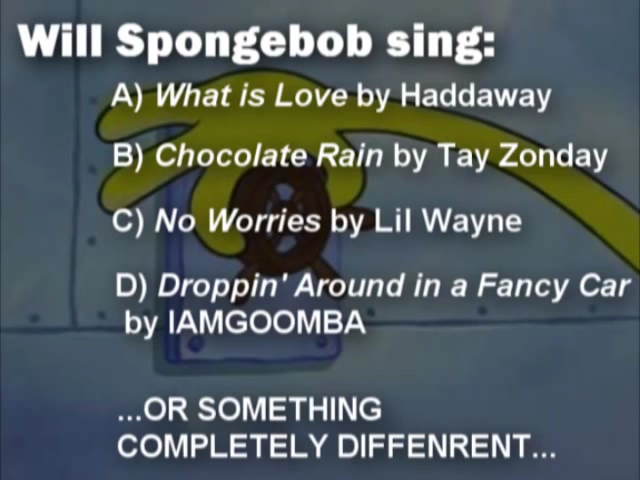 Will Spongebob sing:
A) What is Love by Haddaway
B) Chocolate Rain by Tay Zonday
C) No Worries by Lil Wayne
D) Droppin' Around in a Fancy Car
by IAMGOOMBA
...OR SOMETHING
COMPLETELY DIFFENRENT...